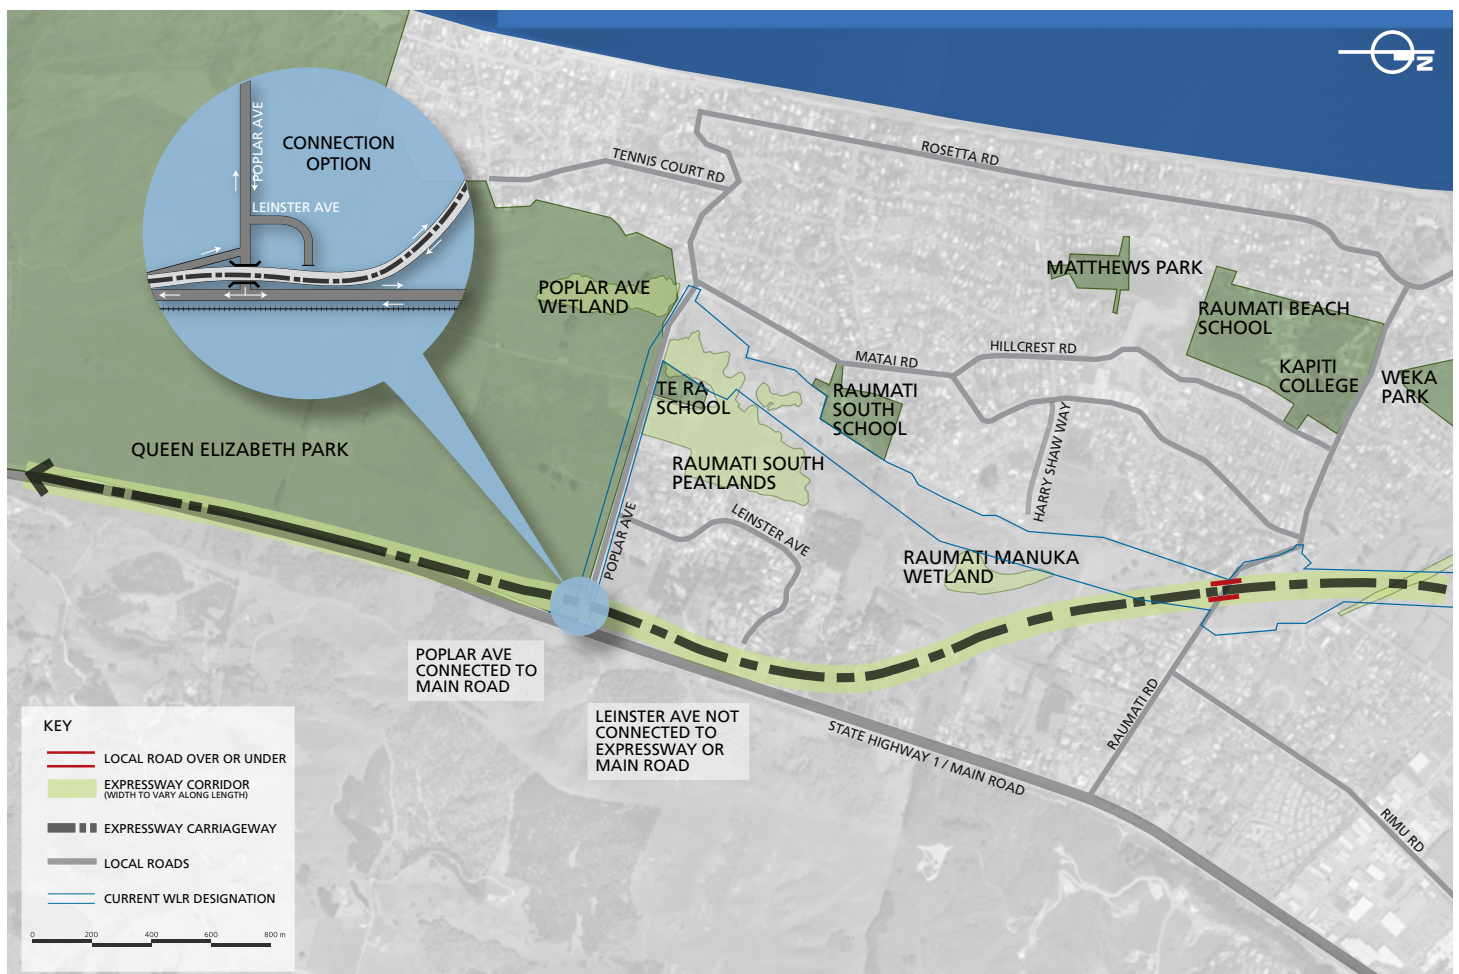 N
POPLAR AVE
CONNECTION
OPTION
LEINSTER AVE
TENNIS COURT RD
ROSETTA RD
MATTHEWS PARK
POPLAR AVE
WETLAND
RAUMATI BEACH
SCHOOL
HILLCREST RD
MATAI RD
KAPITI
COLLEGE
WEKA
PARK
TE RA
SCHOOL
RAUMATI
SOUTH
SCHOOL
HARRY SHAW WAY
QUEEN ELIZABETH PARK
RAUMATI SOUTH
PEATLANDS
POPLAR AVE
LEINSTER AVE
RAUMATI MANUKA
WETLAND
POPLAR AVE
CONNECTED TO
MAIN ROAD
LEINSTER AVE NOT
CONNECTED TO
EXPRESSWAY OR
MAIN ROAD
STATE HIGHWAY 1 / MAIN ROAD
RAUMATI RD
RIMU RD
KEY
LOCAL ROAD OVER OR UNDER
EXPRESSWAY CORRIDOR
(WIDTH TO VARY ALONG LENGTH)
EXPRESSWAY CARRIAGEWAY
LOCAL ROADS
CURRENT WLR DESIGNATION
0 200 400 600 800 m